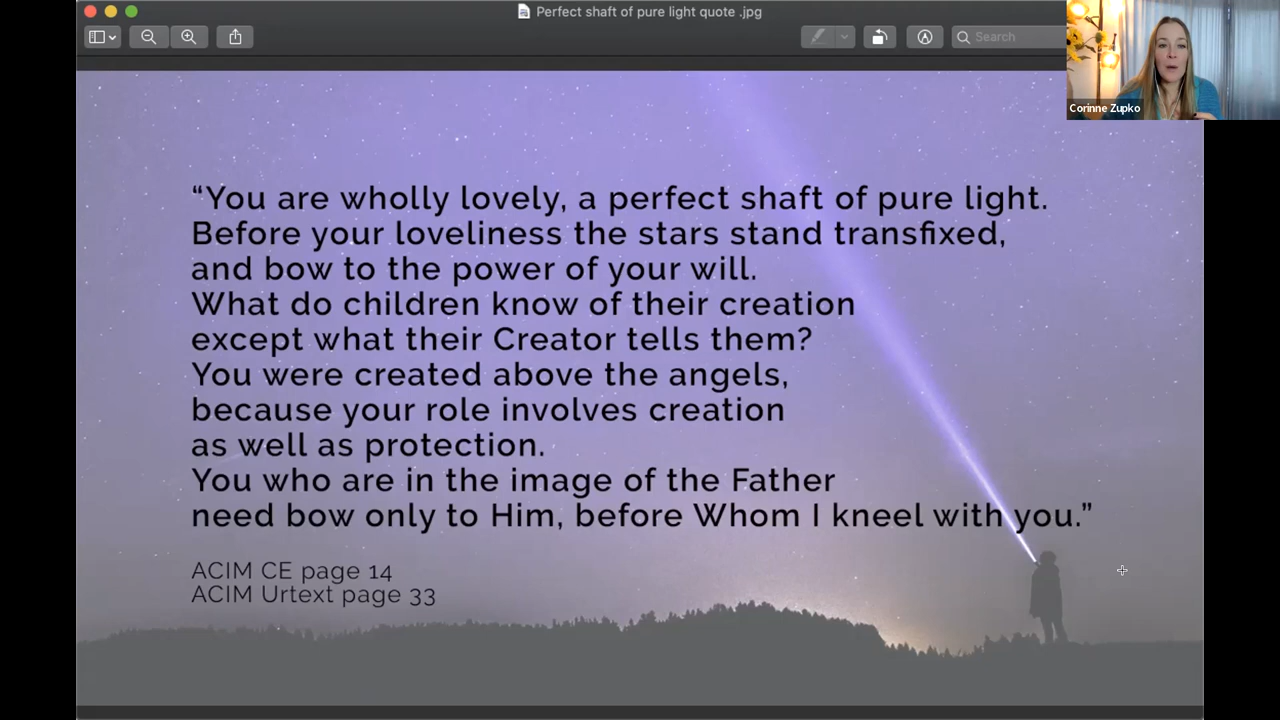 Perfect shaft of pure light quote .jpg
Search
Corinne Zupko
“You are wholly lovely, a perfect shaft of pure light.
Before your loveliness the stars stand transfixed,
and bow to the power of your will.
What do children know of their creation
except what their Creator tells them?
You were created above the angels,
because your role involves creation
as well as protection.
You who are in the image of the Father
need bow only to Him, before Whom I kneel with you.”
ACIM CE page 14
ACIM Urtext page 33